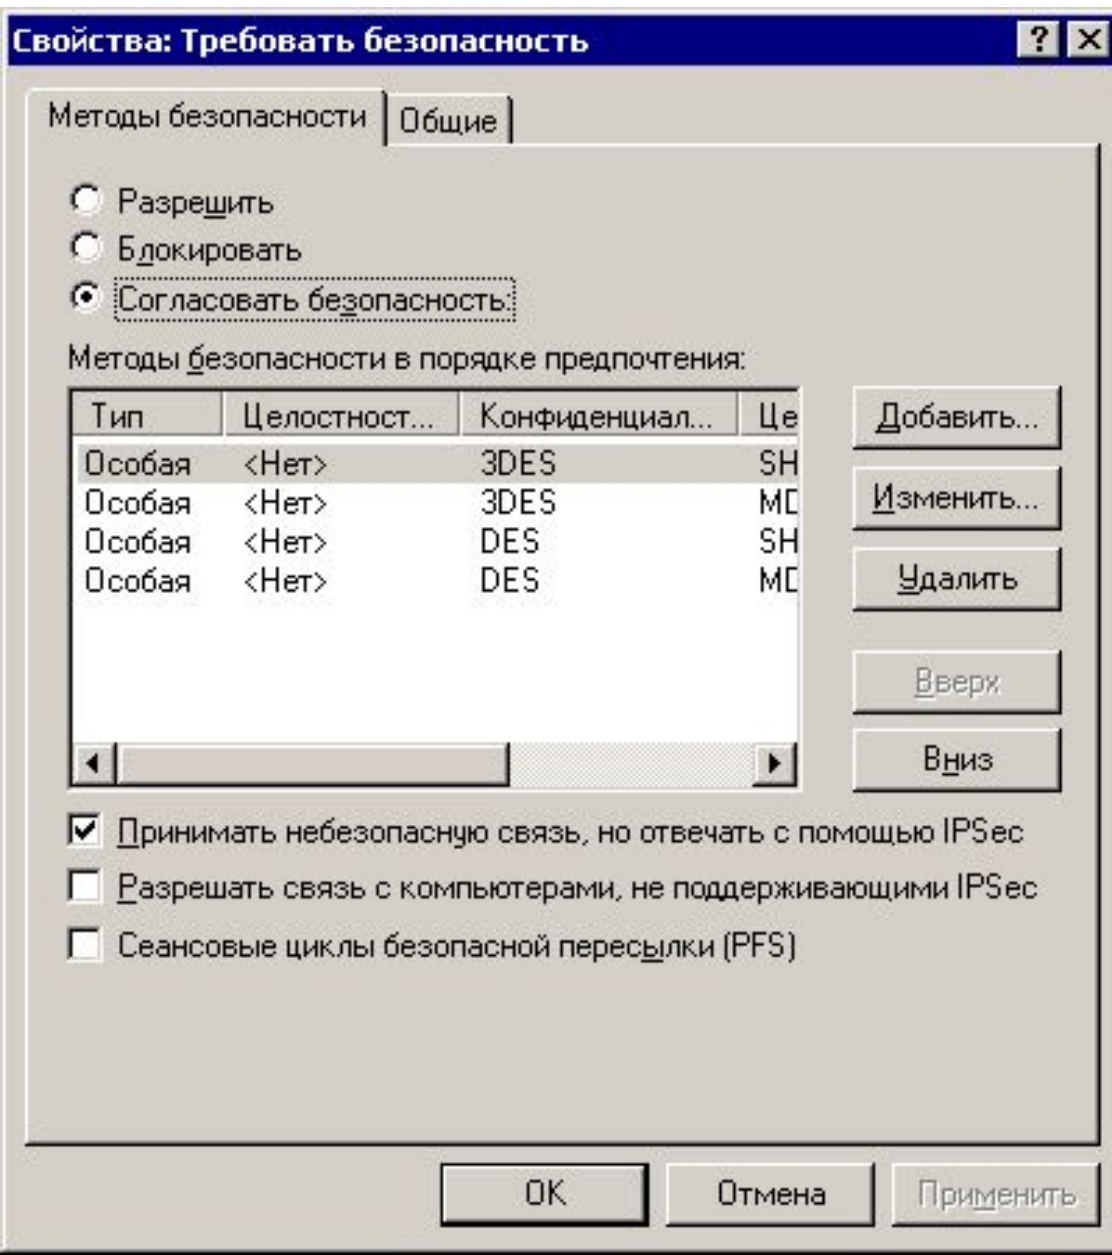 Свойства: Требовать безопасность
Методы безопасности Общие
Разрешить
Блокировать
Согласовать безопасность:
Методы безопасности в порядке предпочтения:
Тип Целостност... Конфиденциал... Це
Особая <Нет> 3DES SH
Особая <Нет> 3DES MD
Особая <Нет> DES SH
Особая <Нет> DES MD
Добавить...
Изменить...
Удалить
Вверх
Вниз
Принимать небезопасную связь, но отвечать с помощью IPSec
Разрешать связь с компьютерами, не поддерживающими IPSec
Сеансовые циклы безопасной пересылки (PFS)
OK Отмена Применить